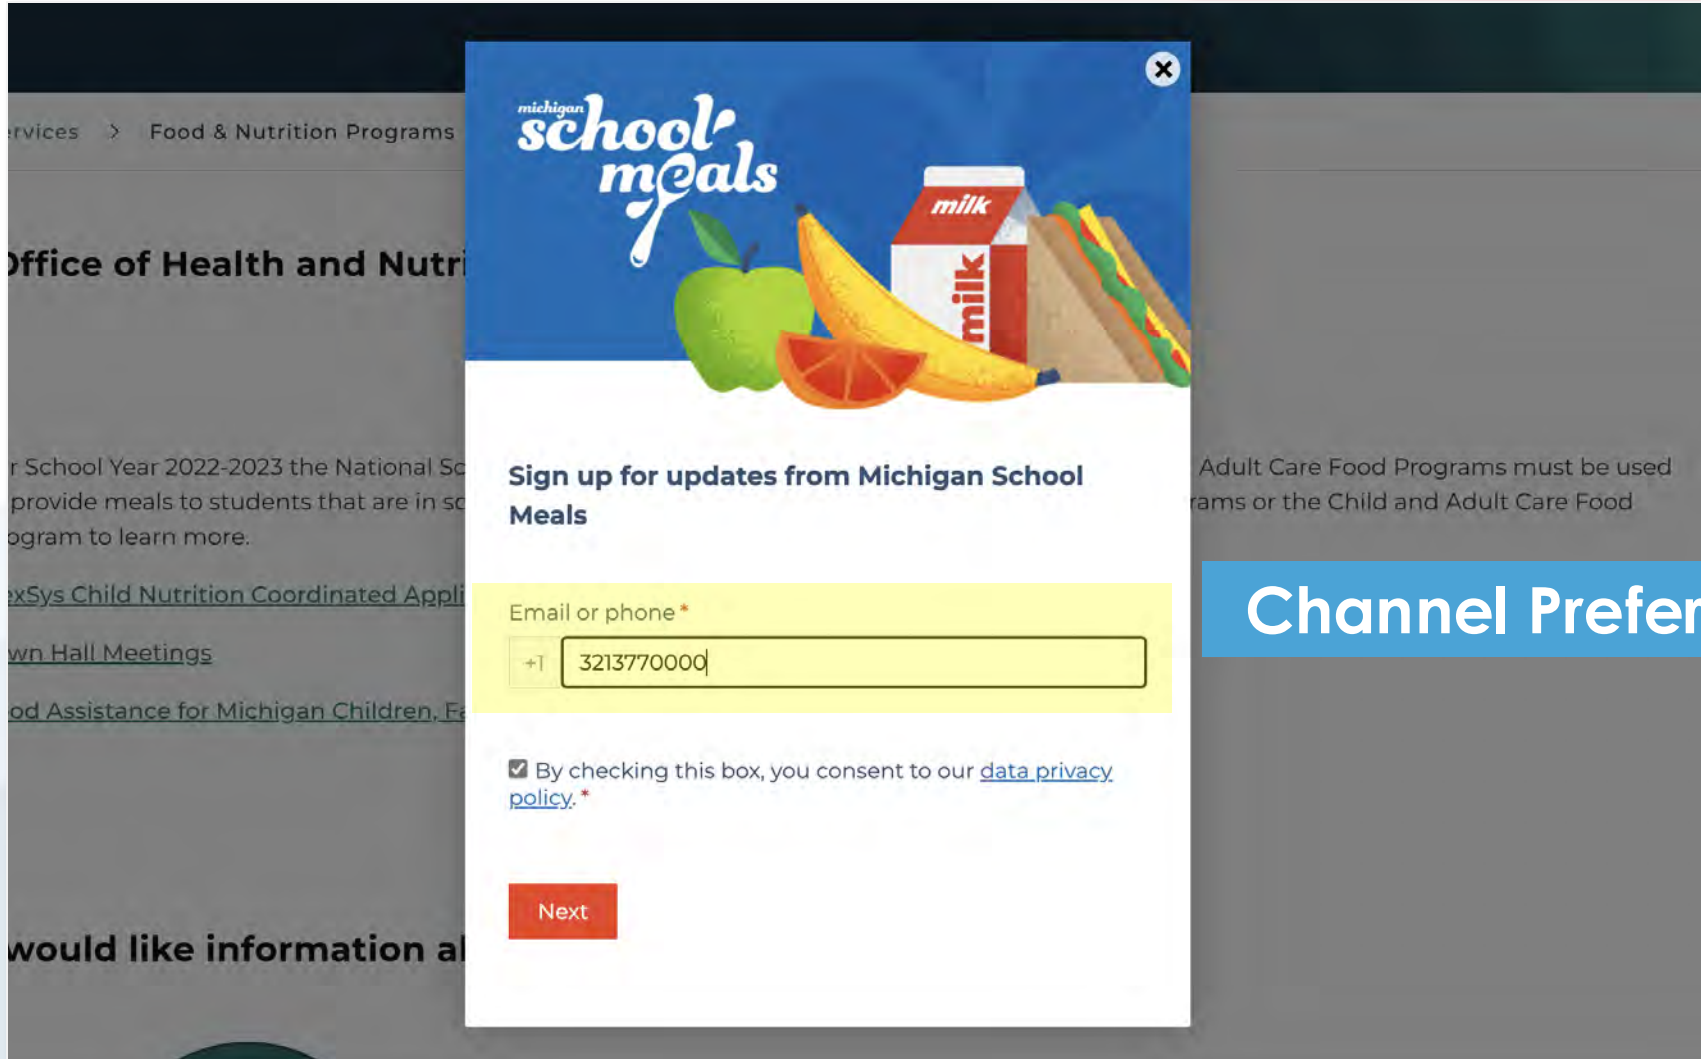 ervices > Food & Nutrition Programs
michigan
school
meals
milk
milk
Office of Health and Nutri
r School Year 2022-2023 the National Sc
provide meals to students that are in sc
ogram to learn more.
exSys Child Nutrition Coordinated Appli
wn Hall Meetings
od Assistance for Michigan Children, Fa
would like information al
Sign up for updates from Michigan School
Meals
Email or phone *
+1 3213770000
By checking this box, you consent to our data privacy
policy. *
Next
Adult Care Food Programs must be used
rams or the Child and Adult Care Food
Channel Prefer